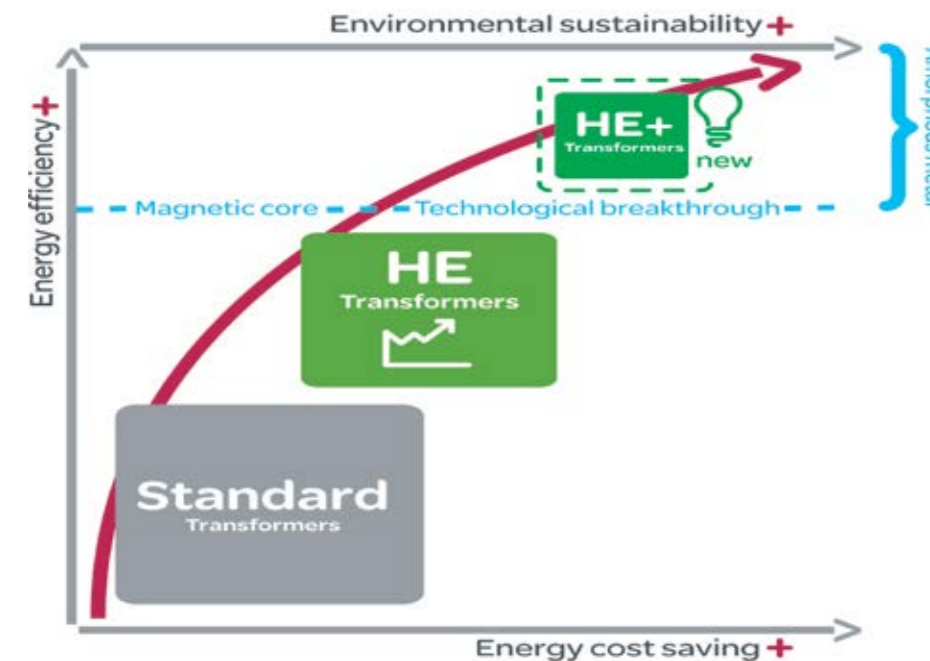 Environmental sustainability +
Energy efficiency +
HE+
Transformers
new
Magnetic core
Technological breakthrough
HE
Transformers
Standard
Transformers
Energy cost saving +